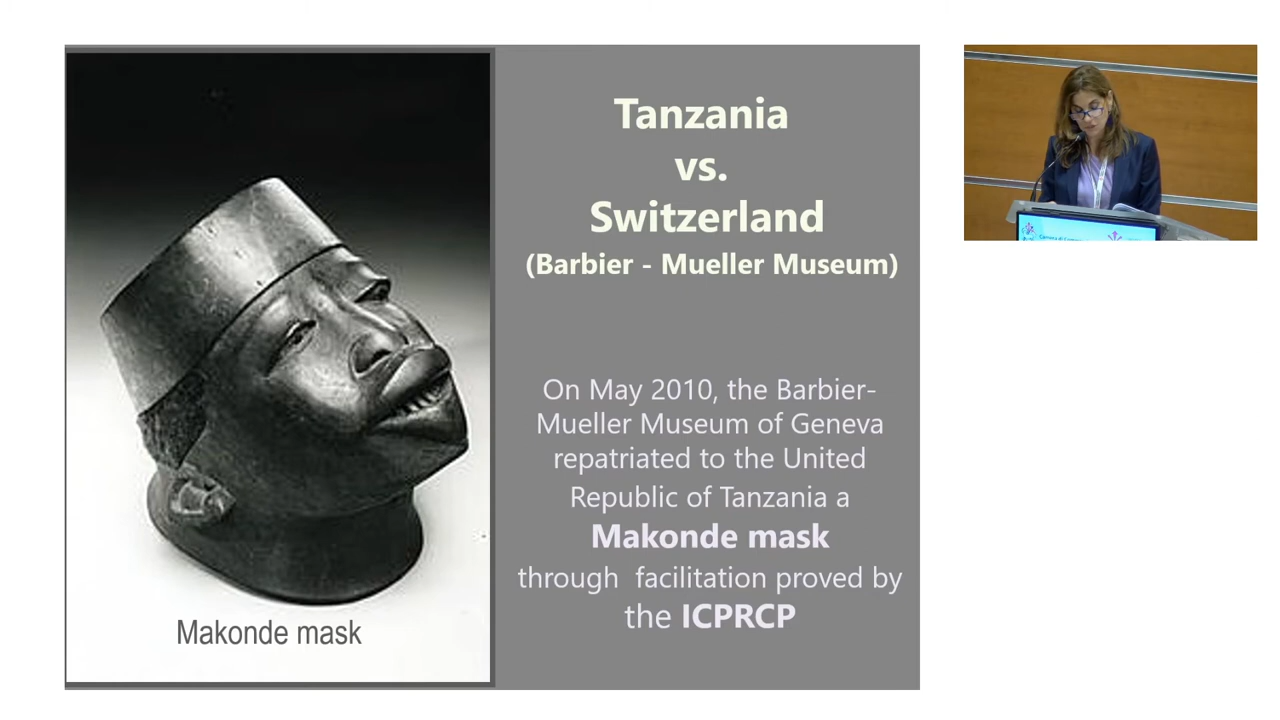 Tanzania
vs.
Switzerland
(Barbier - Mueller Museum)
On May 2010, the Barbier-
Mueller Museum of Geneva
repatriated to the United
Republic of Tanzania a
Makonde mask
through facilitation proved by
the ICPRCP
Makonde mask